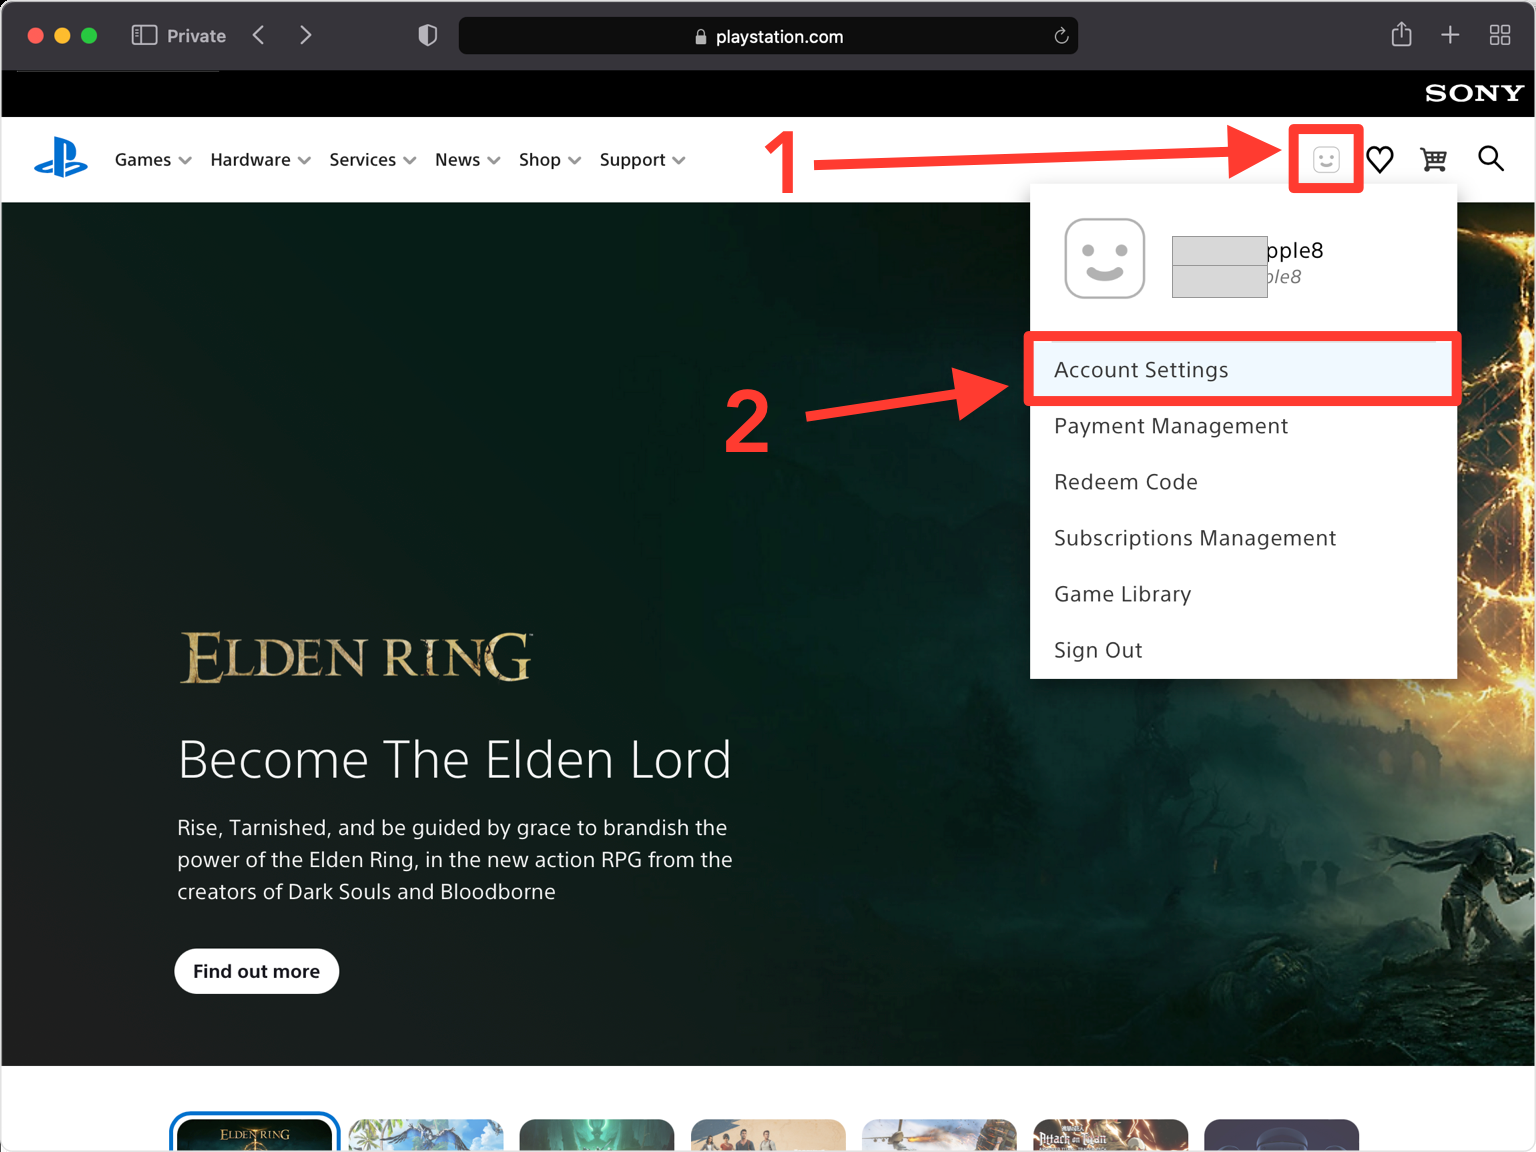 Private
playstation.com
SONY
Games
Hardware
Services
News
Shop
Support
1
pple8
ple8
2
Account Settings
Payment Management
Redeem Code
Subscriptions Management
Game Library
Sign Out
ELDEN RING
Become The Elden Lord
Rise, Tarnished, and be guided by grace to brandish the
power of the Elden Ring, in the new action RPG from the
creators of Dark Souls and Bloodborne
Find out more
ELDEN RING
Attack on Titan